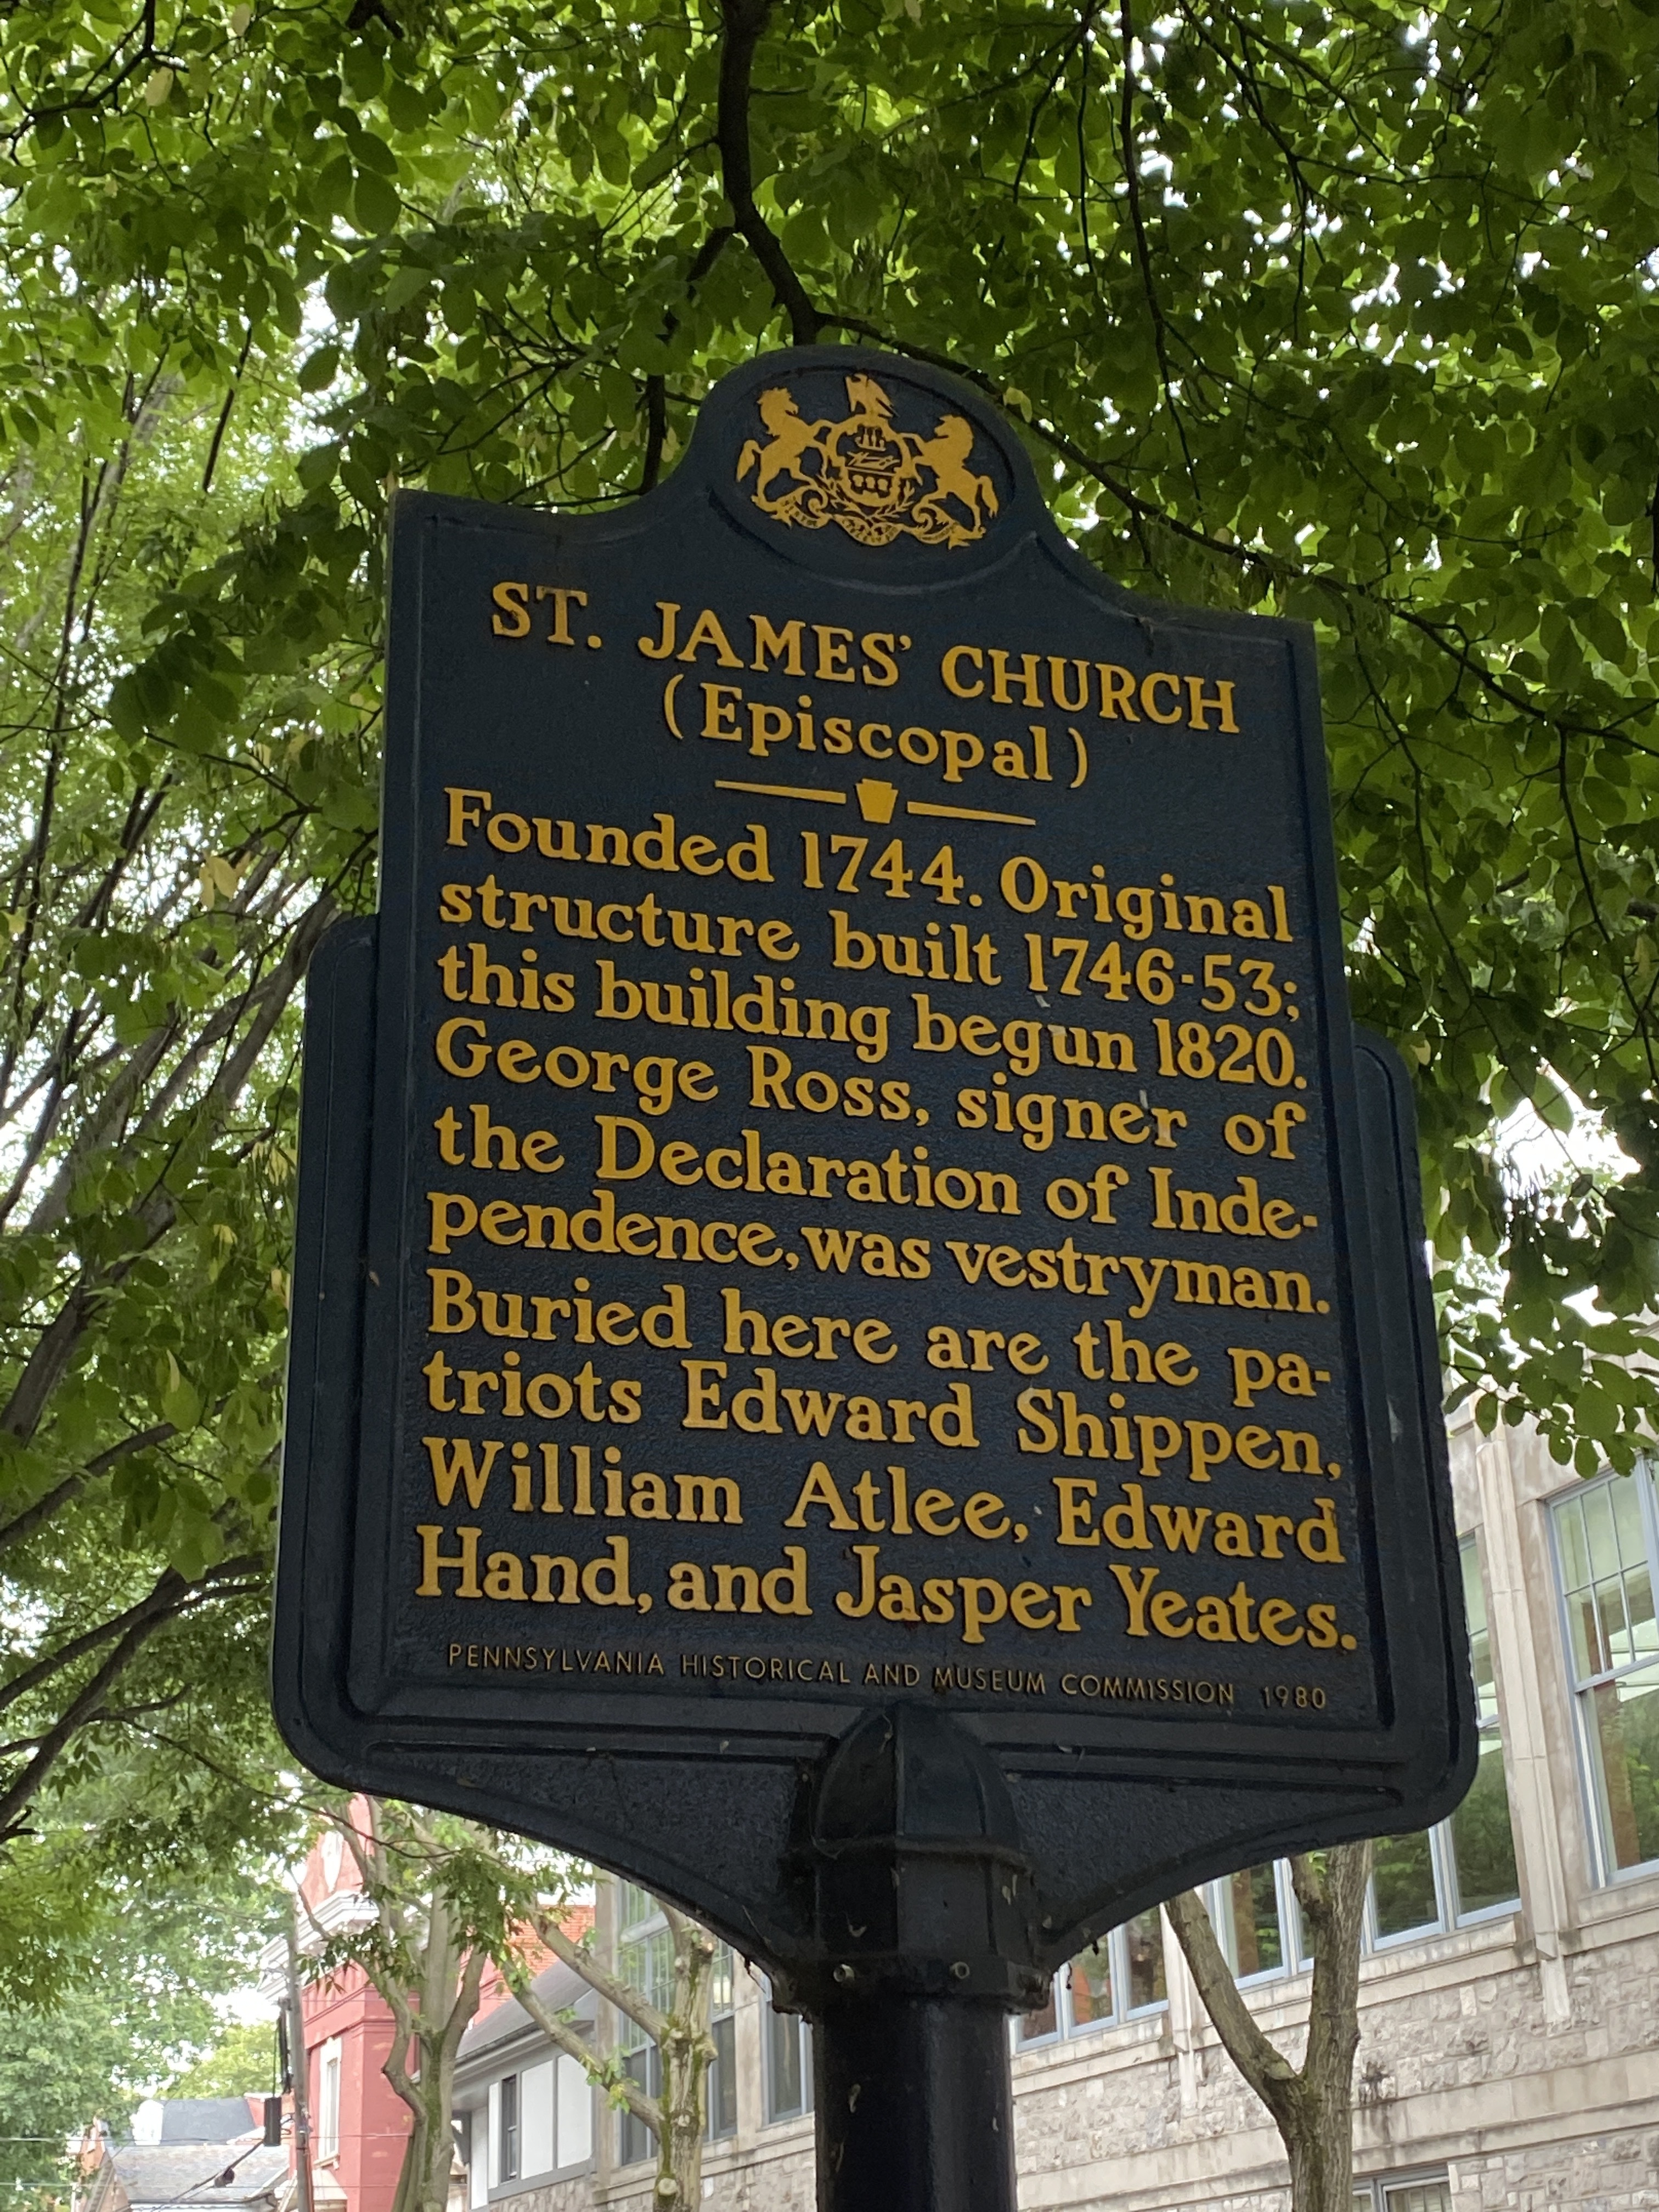 ST. JAMES' CHURCH
(Episcopal)
Founded 1744. Original
structure built 1746-53;
this building begun 1820.
George Ross, signer of
the Declaration of Inde-
pendence, was vestryman.
Buried here are the pa-
triots Edward Shippen,
William Atlee, Edward
Hand, and Jasper Yeates.
PENNSYLVANIA HISTORICAL AND MUSEUM COMMISSION 1980